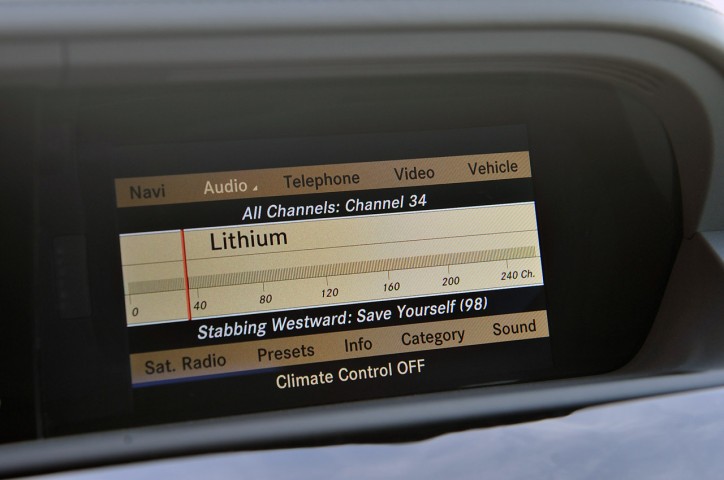 Navi Audio Telephone Video Vehicle
All Channels: Channel 34
Lithium
0 40 80 120 160 200 240 Ch.
Stabbing Westward: Save Yourself (98)
Sat. Radio Presets Info Category Sound
Climate Control OFF